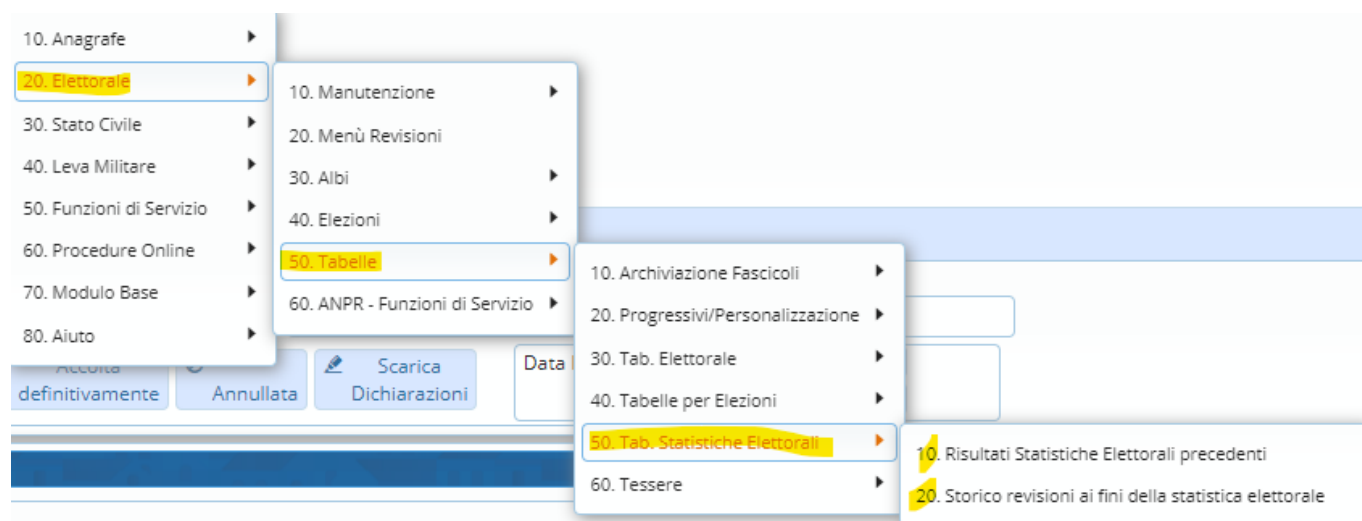 10. Anagrafe
20. Elettorale
30. Stato Civile
40. Leva Militare
50. Funzioni di Servizio
60. Procedure Online
70. Modulo Base
80. Aiuto
10. Manutenzione
20. Menù Revisioni
30. Albi
40. Elezioni
50. Tabelle
60. ANPR - Funzioni di Servizio
10. Archiviazione Fascicoli
20. Progressivi/Personalizzazione
30. Tab. Elettorale
40. Tabelle per Elezioni
50. Tab. Statistiche Elettorali
60. Tessere
10. Risultati Statistiche Elettorali precedenti
20. Storico revisioni ai fini della statistica elettorale
definitivamente
Annullata
Scarica
Dichiarazioni
Data